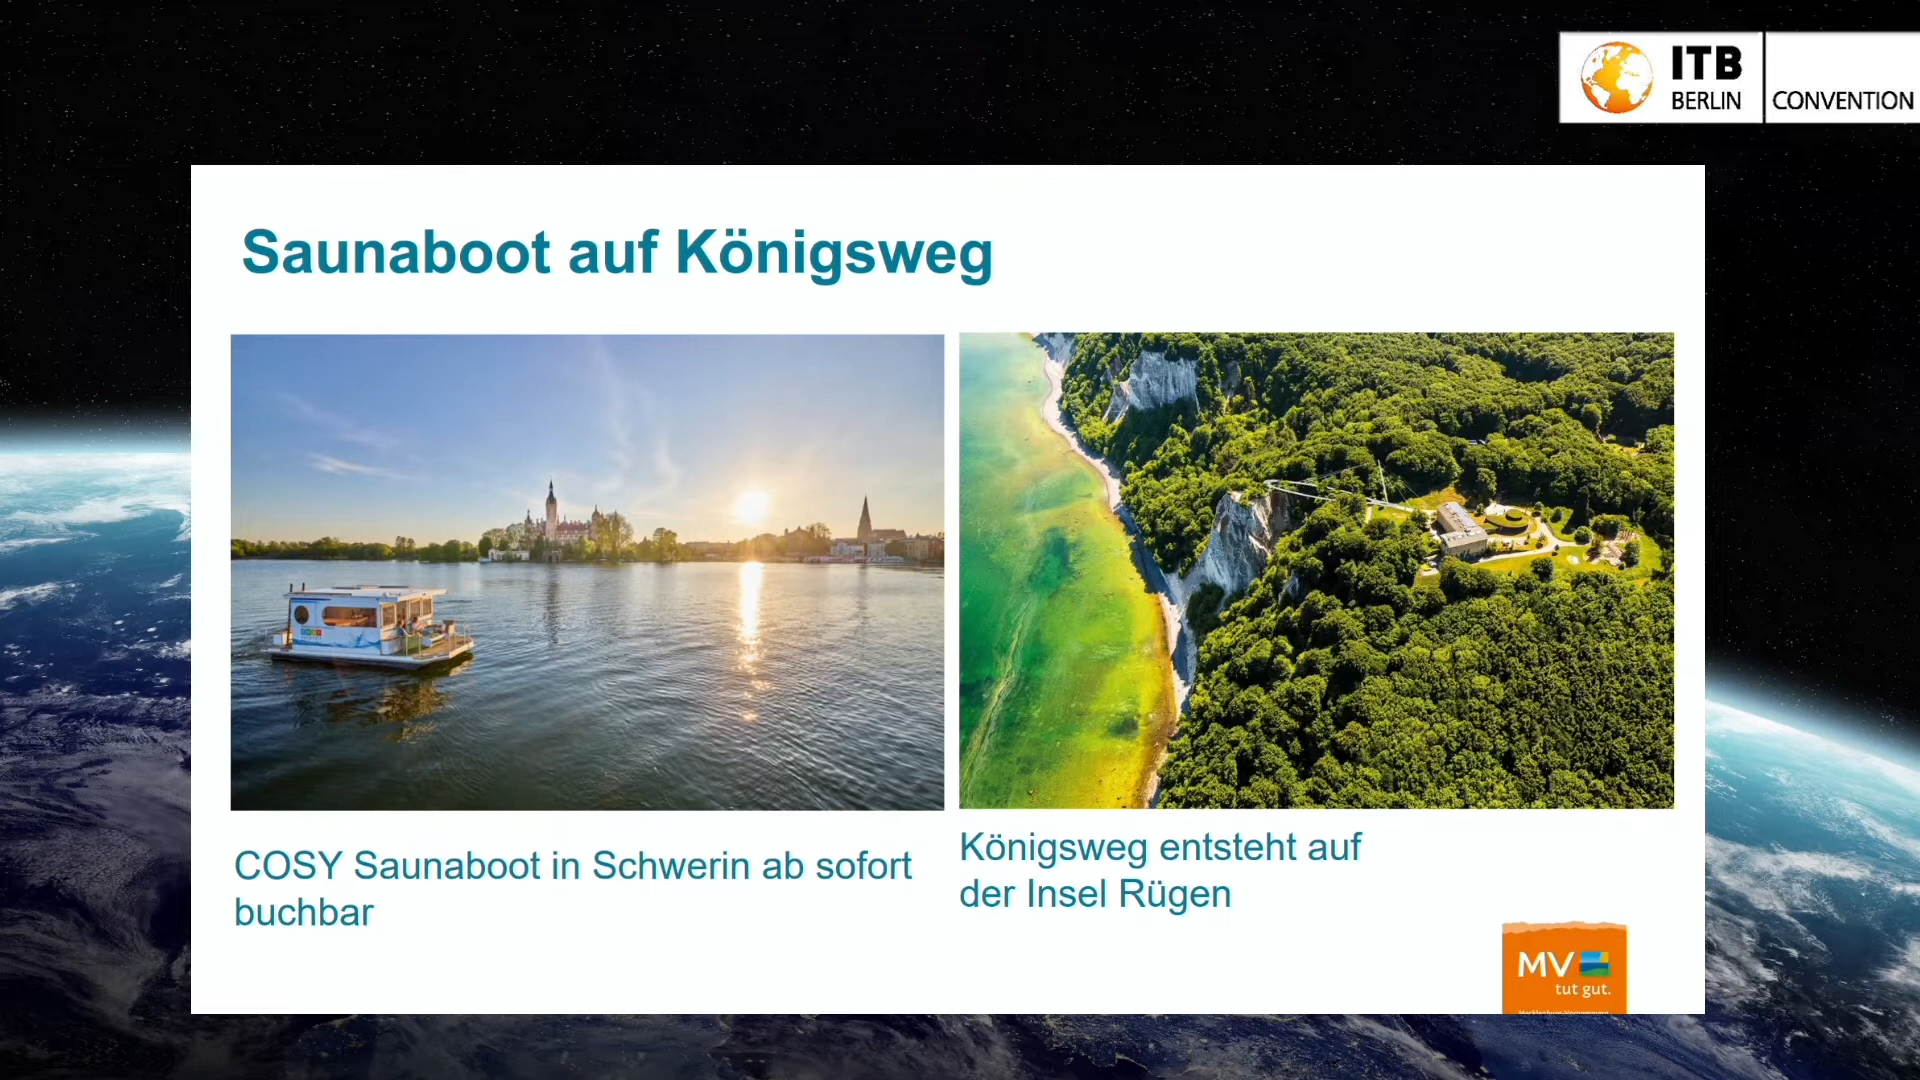 ITB
BERLIN
CONVENTION
Saunaboot auf Königsweg
COSY Saunaboot in Schwerin ab sofort
buchbar
Königsweg entsteht auf
der Insel Rügen
MV
tut gut.